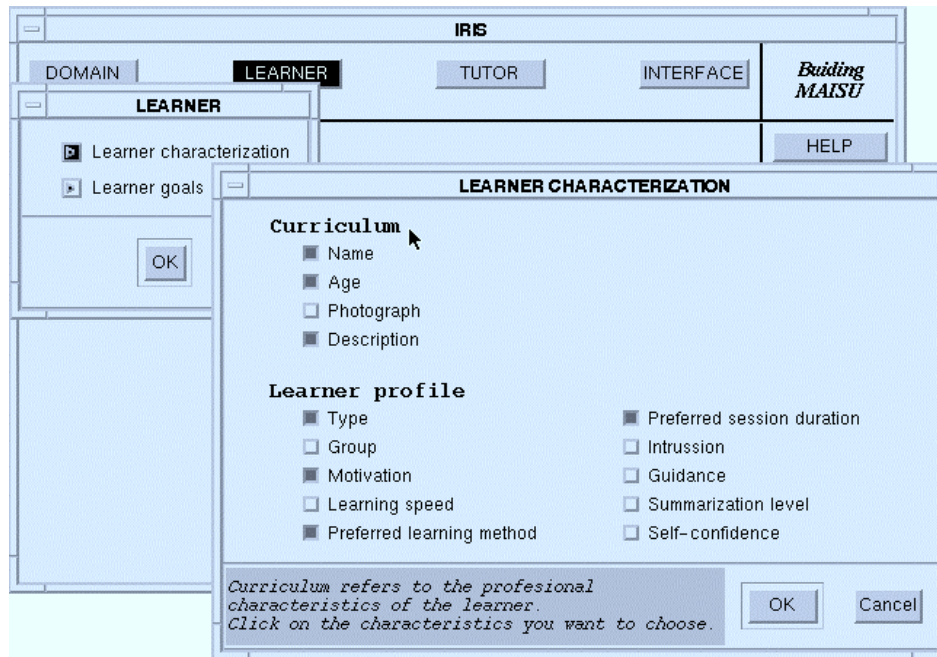 IRIS
DOMAIN LEARNER TUTOR INTERFACE
Buiding
MAISU
HELP
LEARNER
Learner characterization
Learner goals
OK
LEARNER CHARACTERIZATION
Curriculum
Name
Age
Photograph
Description
Learner profile
Type
Group
Motivation
Learning speed
Preferred learning method
Preferred session duration
Intrussion
Guidance
Summarization level
Self-confidence
Curriculum refers to the profesional
characteristics of the learner.
Click on the characteristics you want to choose.
OK Cancel